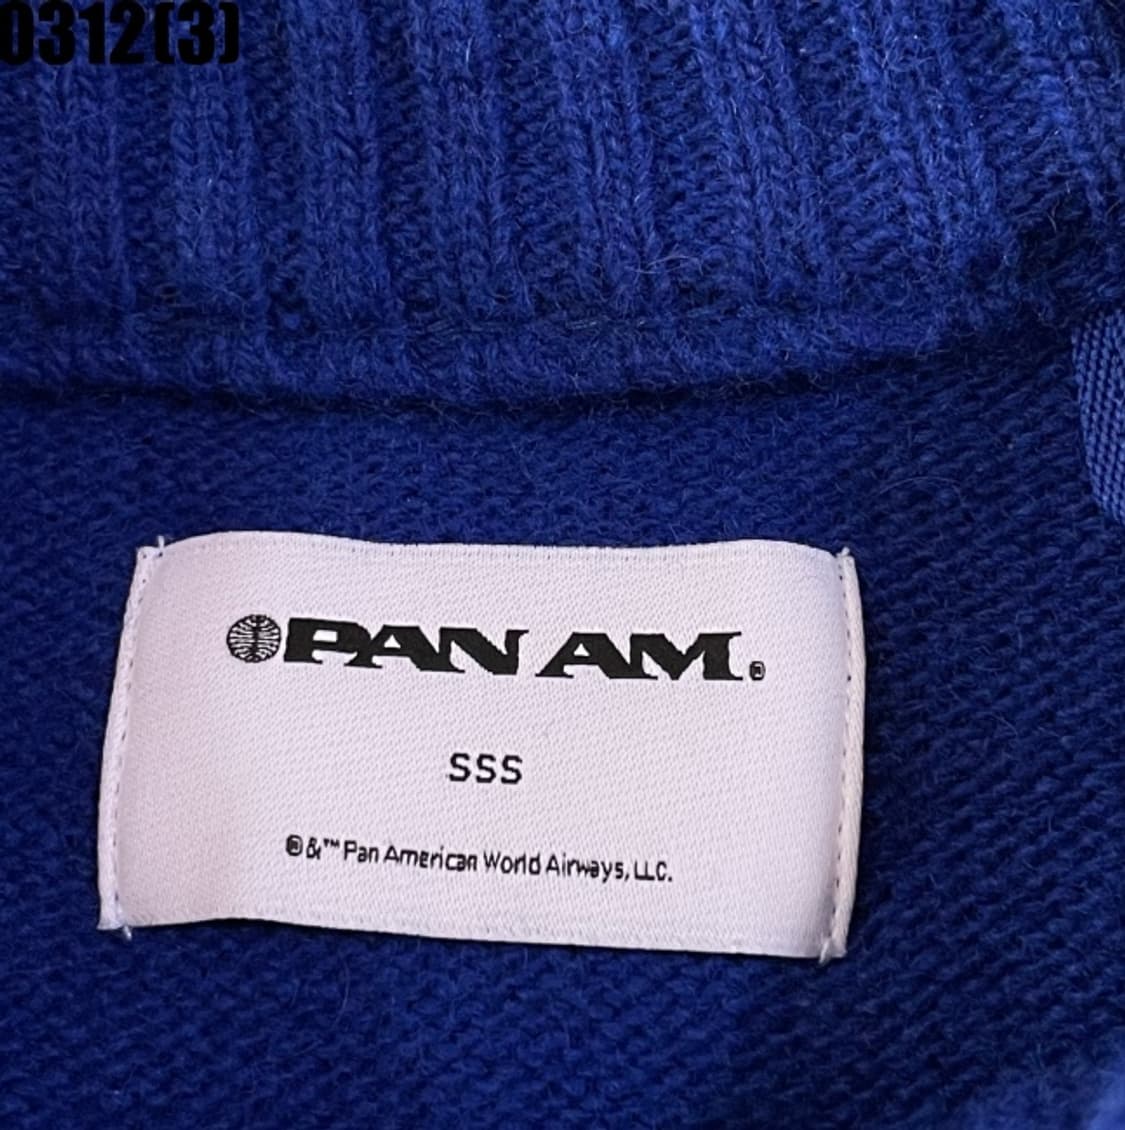 0312(3)
PAN AM.®
SSS
®&™ Pan American World Airways, LLC.